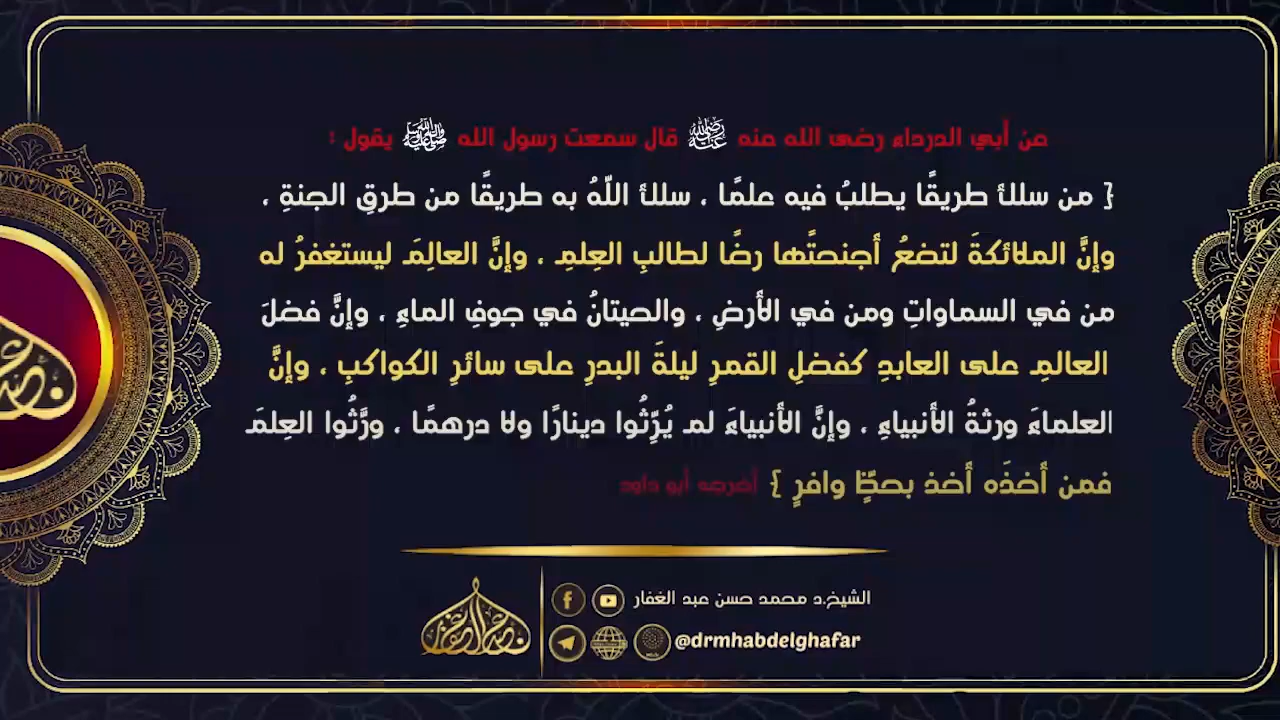 عن أبي الدرداء رضى الله عنه رَضِيَ اللَّهُ عَنْهُ قال سمعت رسول الله ﷺ يقول :
{ من سلك طريقًا يطلبُ فيه علمًا ، سلك اللّهُ به طريقًا من طرقِ الجنةِ ،
وإنَّ الملائكةَ لتضعُ أجنحتَها رضًا لطالبِ العِلمِ ، وإنَّ العالِمَ ليستغفرُ له
من في السماواتِ ومن في الأرضِ ، والحيتانُ في جوفِ الماءِ ، وإنَّ فضلَ
العالمِ على العابدِ كفضلِ القمرِ ليلةَ البدرِ على سائرِ الكواكبِ ، وإنَّ
العلماءَ ورثةُ الأنبياءِ ، وإنَّ الأنبياءَ لم يُرِّثُوا دينارًا ولا درهمًا ، ورَّثُوا العِلمَ
فمن أخذَه أخذ بحظٍّ وافرٍ } أخرجه أبو داود
الشيخ.د محمد حسن عبد الغفار
@drmhabdelghafar